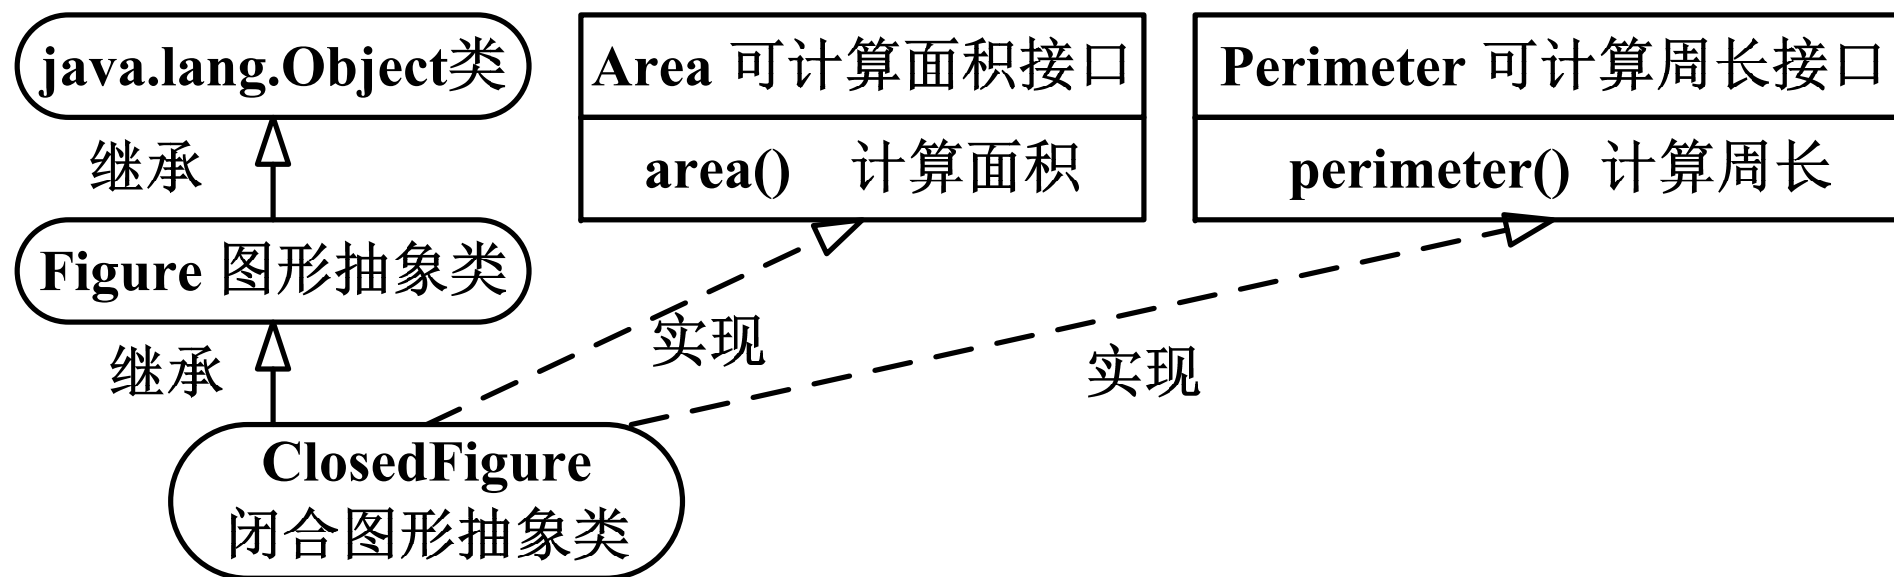 java.lang.Object类
Area 可计算面积接口
Perimeter 可计算周长接口
继承
area() 计算面积
perimeter() 计算周长
Figure 图形抽象类
实现
继承
实现
ClosedFigure
闭合图形抽象类